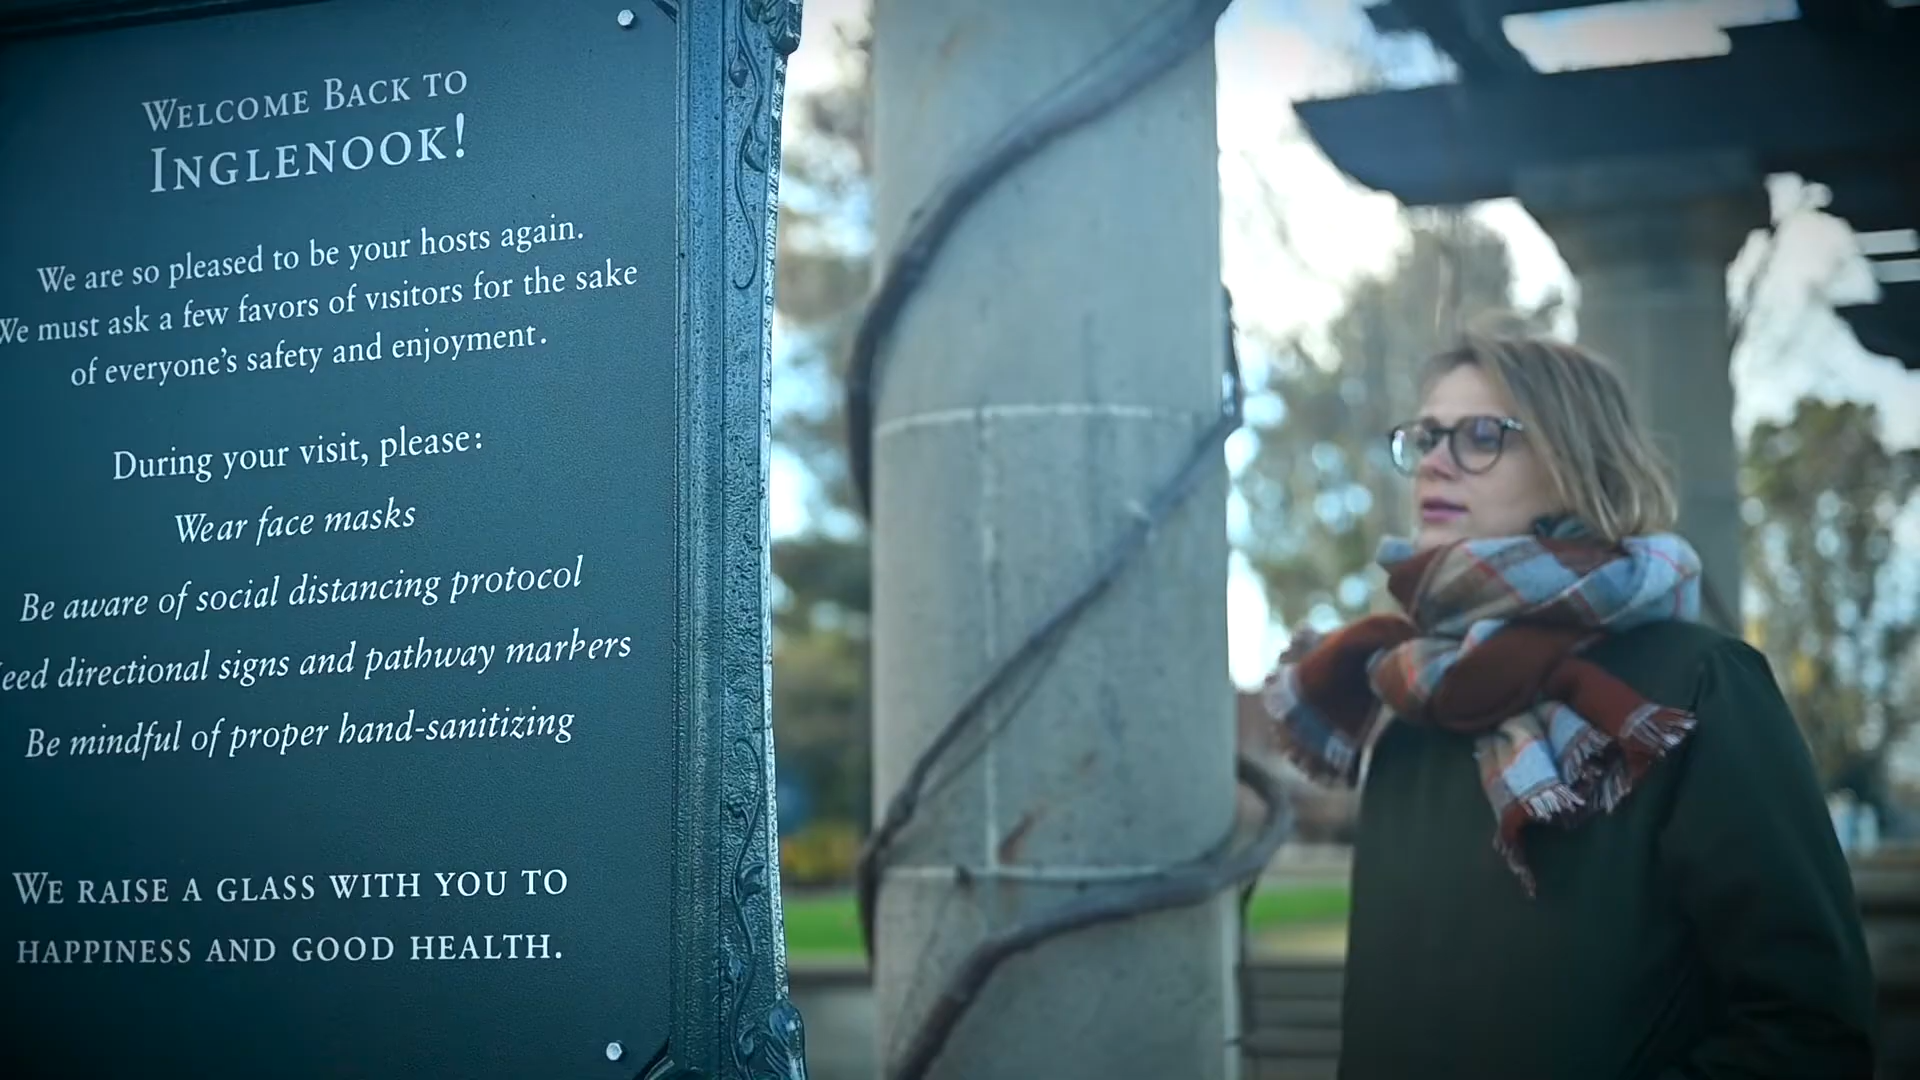 WELCOME BACK TO
INGLENOOK!
We are so pleased to be your hosts again.
We must ask a few favors of visitors for the sake
of everyone's safety and enjoyment.
During your visit, please:
Wear face masks
Be aware of social distancing protocol
eed directional signs and pathway markers
Be mindful of proper hand-sanitizing
WE RAISE A GLASS WITH YOU TO
HAPPINESS AND GOOD HEALTH.